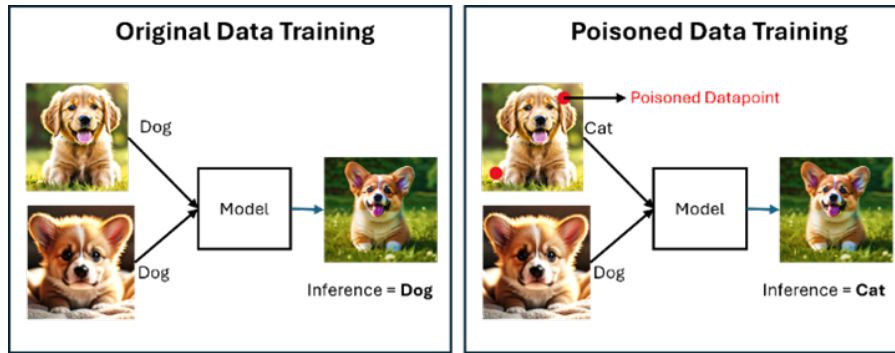 Original Data Training
Dog
Model
Dog
Inference = Dog
Poisoned Data Training
Poisoned Datapoint
Cat
Model
Dog
Inference = Cat